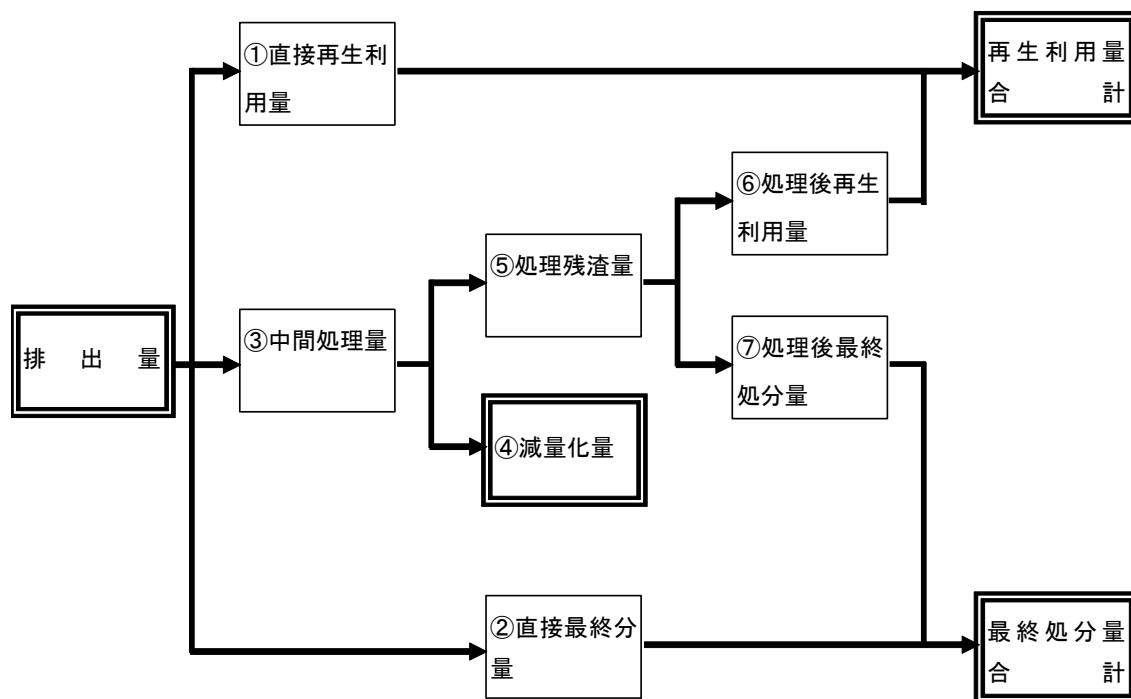 ①直接再生利
用量
再生利用量
合計
⑥処理後再生
利用量
⑤処理残渣量
排出量
③中間処理量
⑦処理後最終
処分量
④減量化量
②直接最終分
量
最終処分量
合計